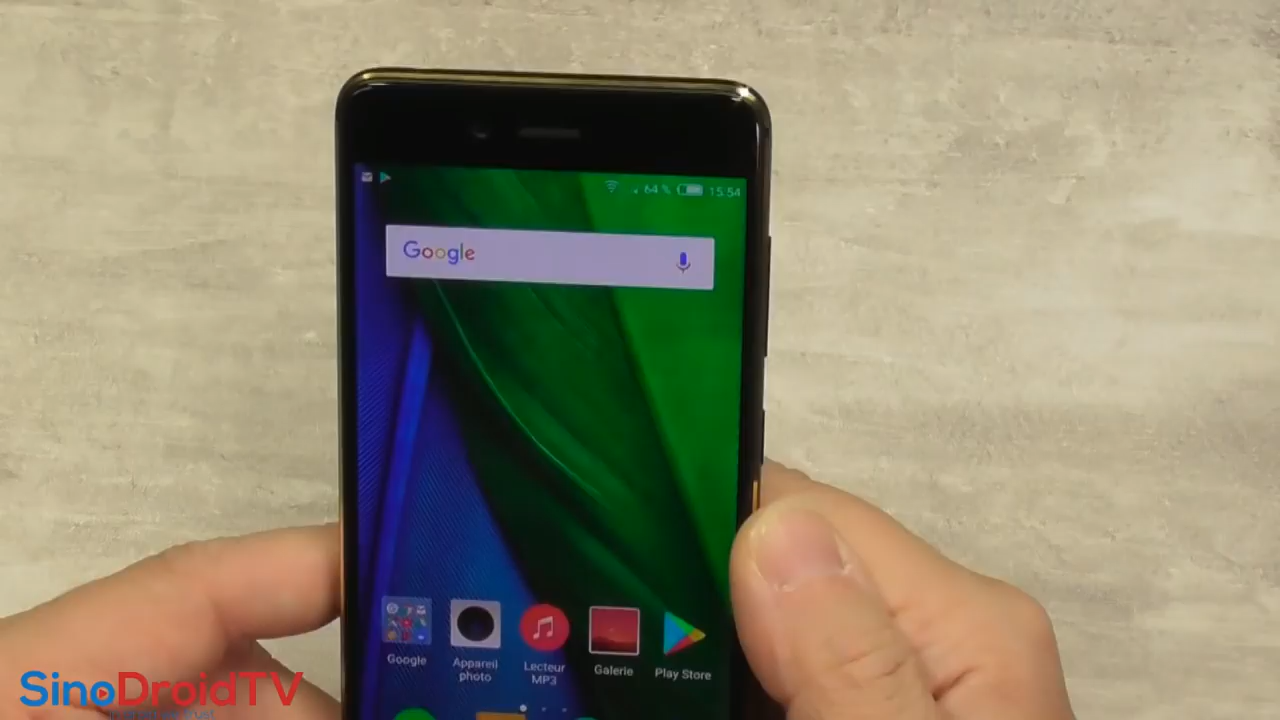 64 % 15.54
Google
Google
Appareil
photo
Lecteur
MP3
Galerie
Play Store
SinoDroidTV